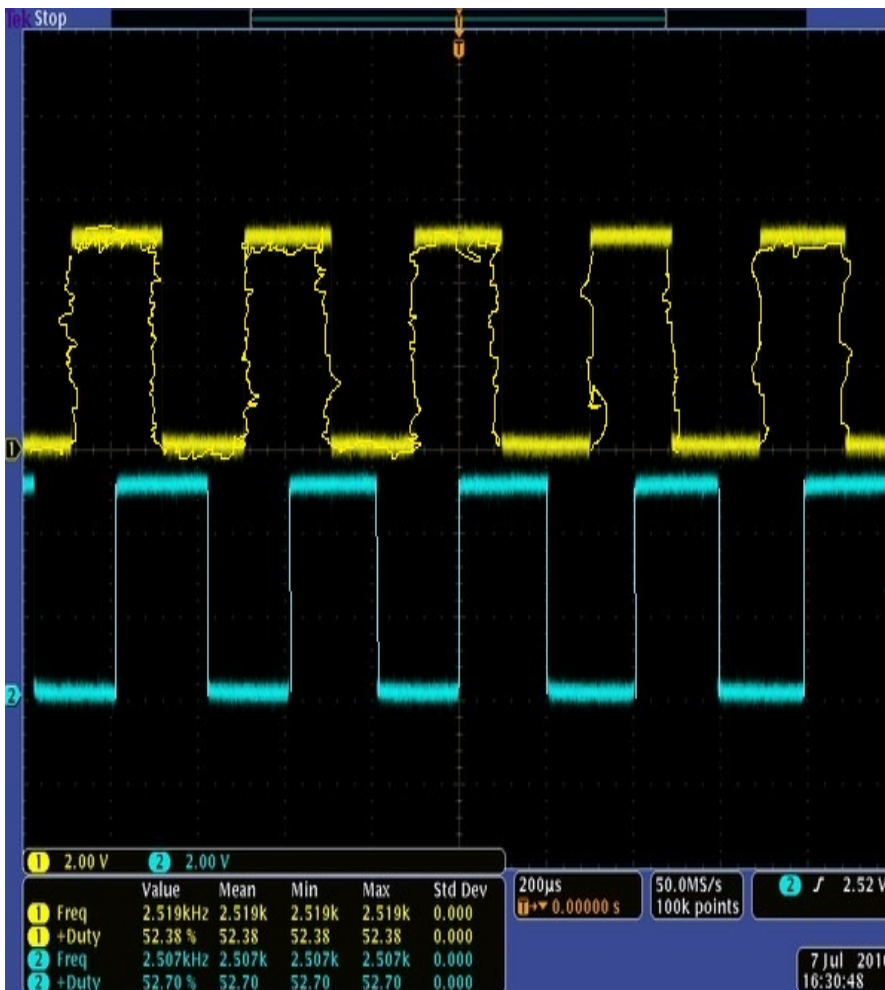 Tek Stop
T
T
1
2
1 2.00 V 2 2.00 V
Value Mean Min Max Std Dev
1 Freq 2.519kHz 2.519k 2.519k 2.519k 0.000
1 +Duty 52.38 % 52.38 52.38 52.38 0.000
2 Freq 2.507kHz 2.507k 2.507k 2.507k 0.000
2 +Duty 52.70 % 52.70 52.70 52.70 0.000
200µs
T→▼ 0.00000 s
50.0MS/s
100k points
2 ƒ 2.52 V
7 Jul
16:30:48